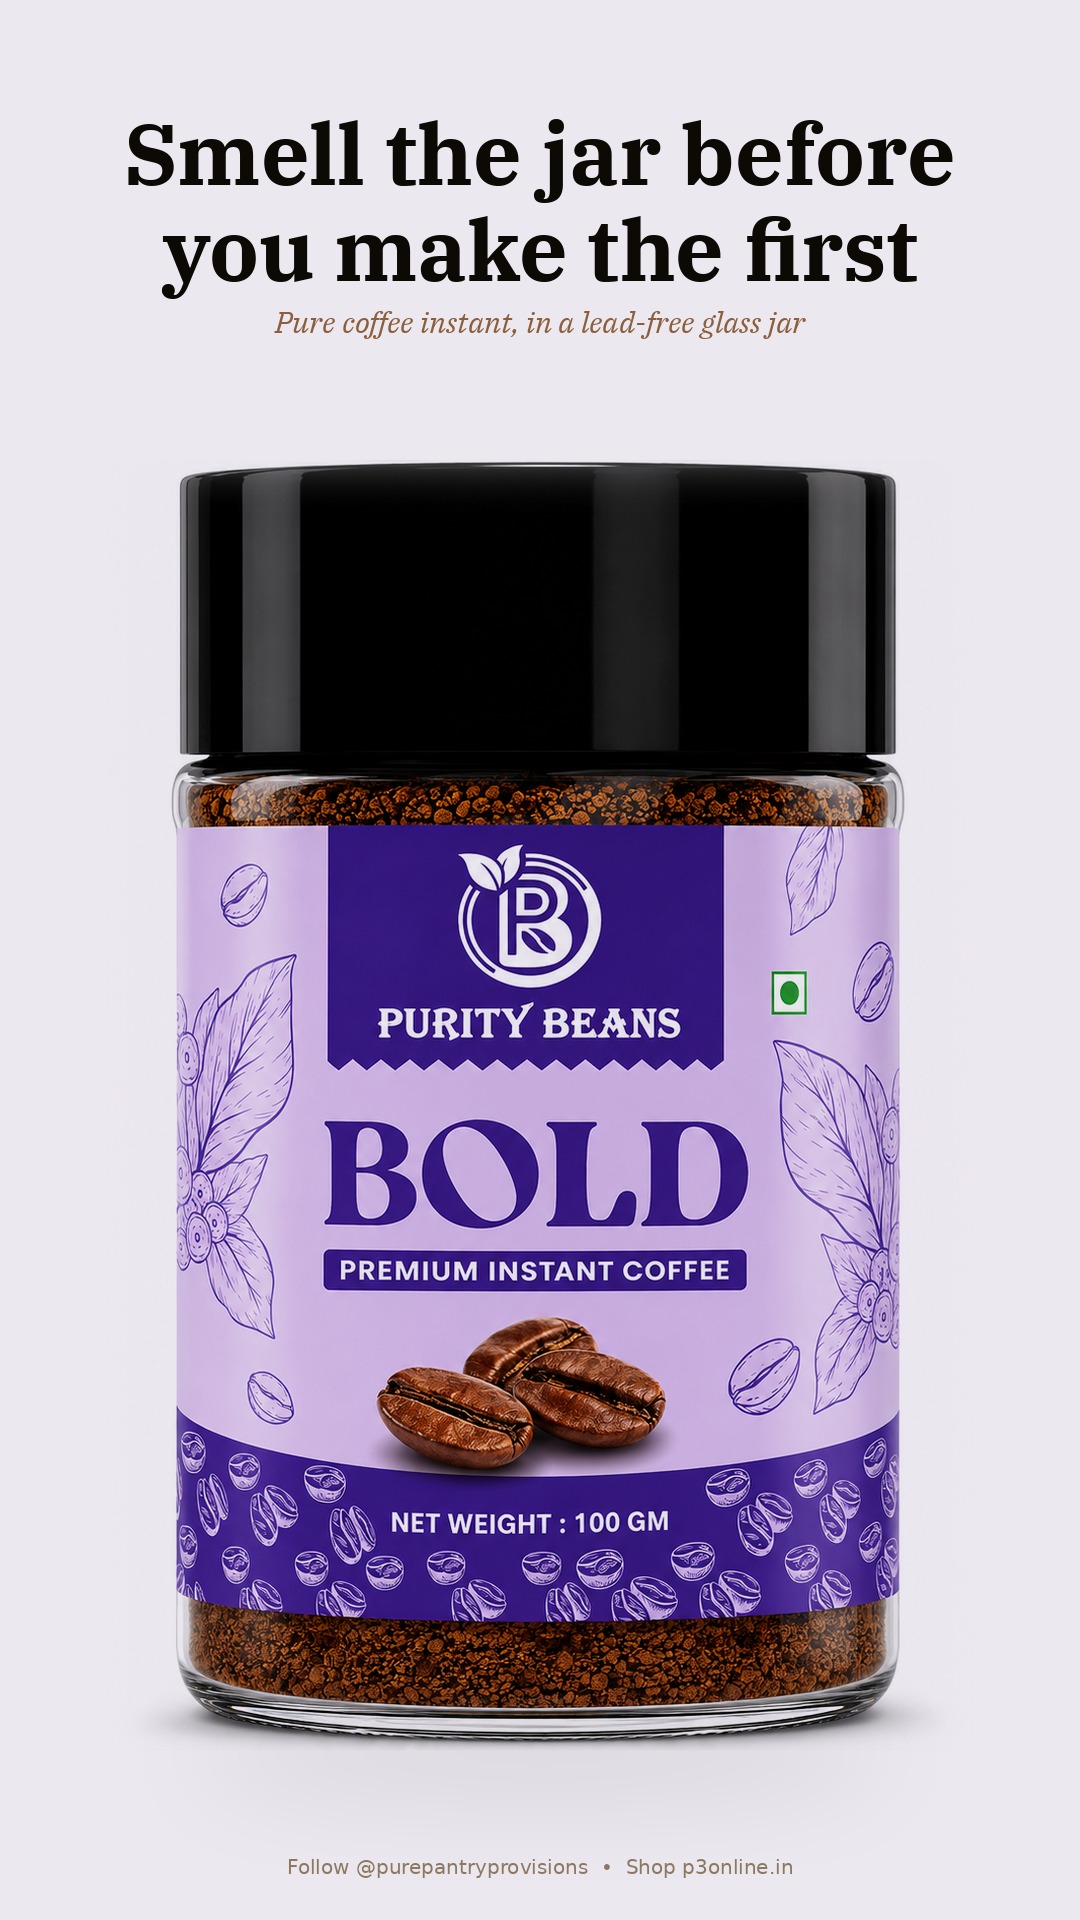 Smell the jar before
you make the first
Pure coffee instant, in a lead-free glass jar
PURITY BEANS
BOLD
PREMIUM INSTANT COFFEE
NET WEIGHT : 100 GM
Follow @purepantryprovisions • Shop p3online.in